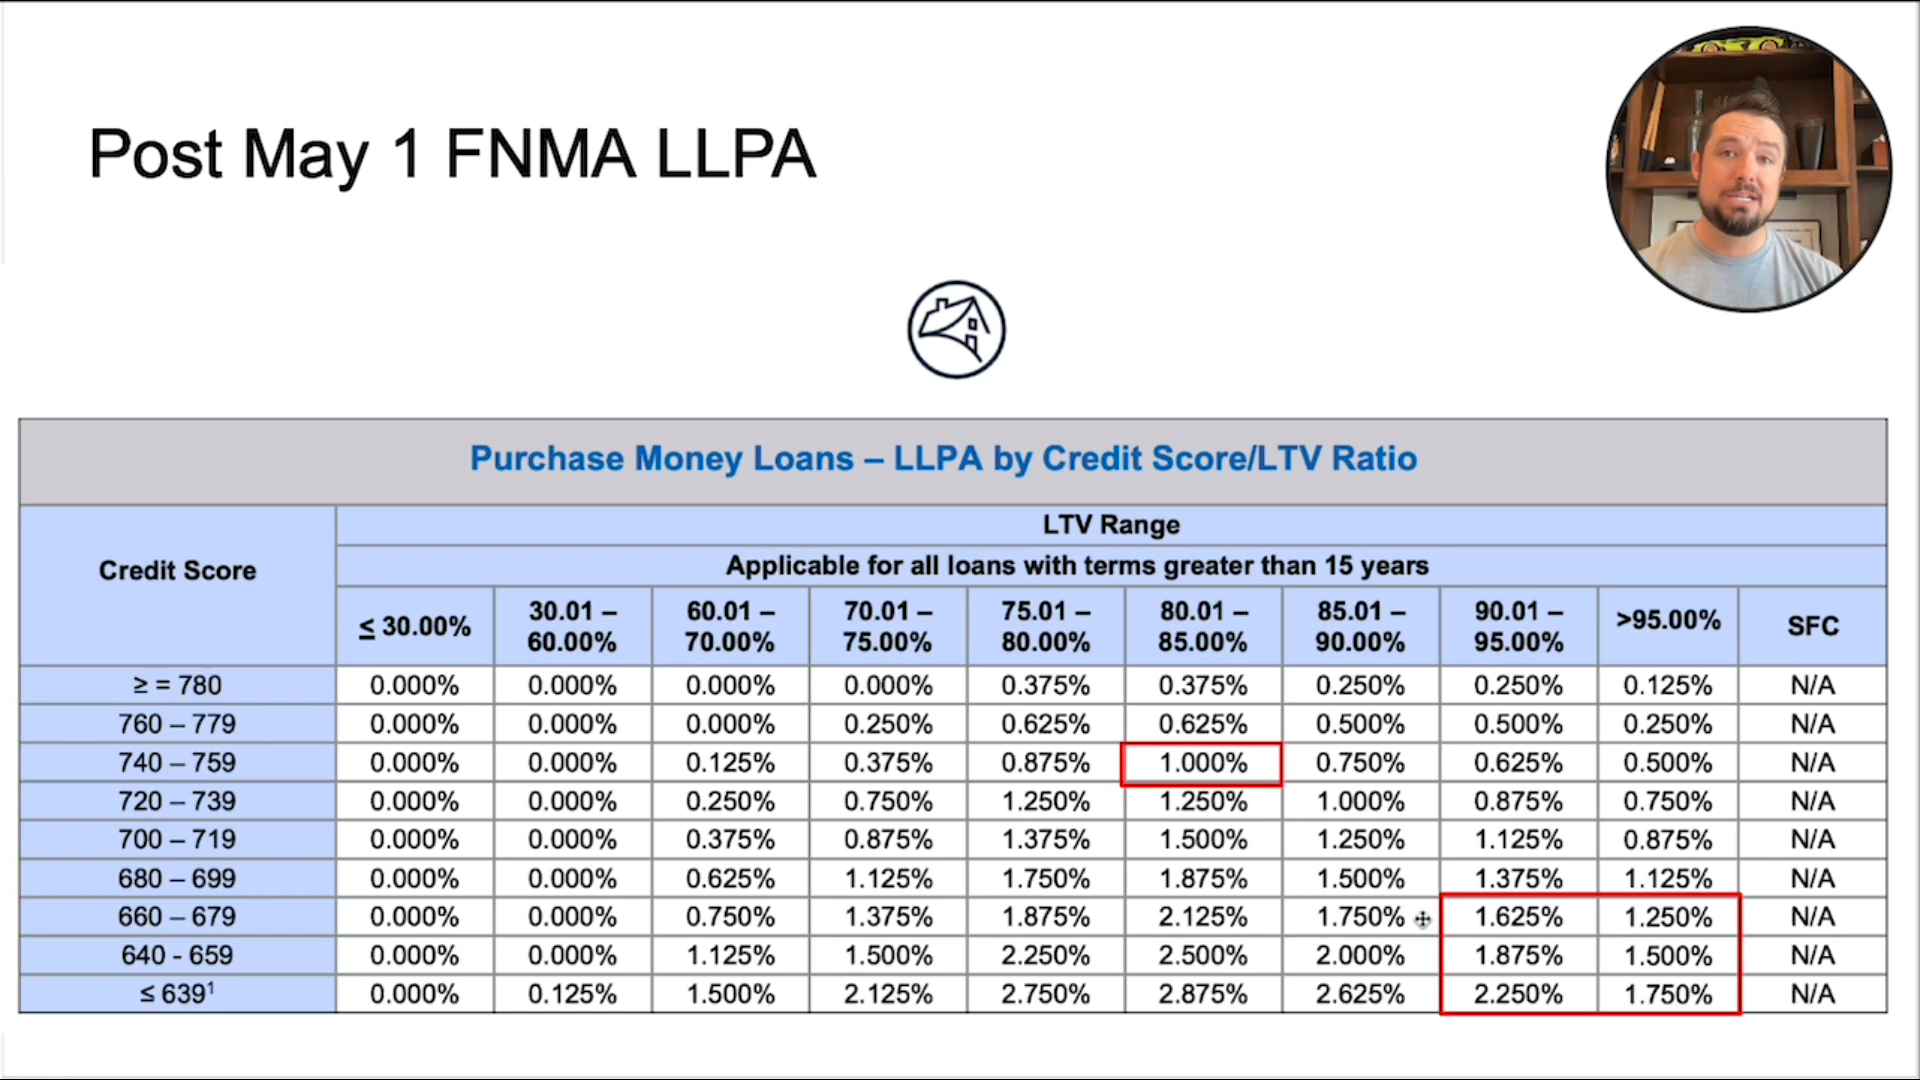 Post May 1 FNMA LLPA
Purchase Money Loans – LLPA by Credit Score/LTV Ratio
Credit Score
LTV Range
Applicable for all loans with terms greater than 15 years
≤ 30.00% 30.01 – 60.00% 60.01 – 70.00% 70.01 – 75.00% 75.01 – 80.00% 80.01 – 85.00% 85.01 – 90.00% 90.01 – 95.00% >95.00% SFC
≥ = 780 0.000% 0.000% 0.000% 0.000% 0.375% 0.375% 0.250% 0.250% 0.125% N/A
760 – 779 0.000% 0.000% 0.000% 0.250% 0.625% 0.625% 0.500% 0.500% 0.250% N/A
740 – 759 0.000% 0.000% 0.125% 0.375% 0.875% 1.000% 0.750% 0.625% 0.500% N/A
720 – 739 0.000% 0.000% 0.250% 0.750% 1.250% 1.250% 1.000% 0.875% 0.750% N/A
700 – 719 0.000% 0.000% 0.375% 0.875% 1.375% 1.500% 1.250% 1.125% 0.875% N/A
680 – 699 0.000% 0.000% 0.625% 1.125% 1.750% 1.875% 1.500% 1.375% 1.125% N/A
660 – 679 0.000% 0.000% 0.750% 1.375% 1.875% 2.125% 1.750% 1.625% 1.250% N/A
640 - 659 0.000% 0.000% 1.125% 1.500% 2.250% 2.500% 2.000% 1.875% 1.500% N/A
≤ 639¹ 0.000% 0.125% 1.500% 2.125% 2.750% 2.875% 2.625% 2.250% 1.750% N/A